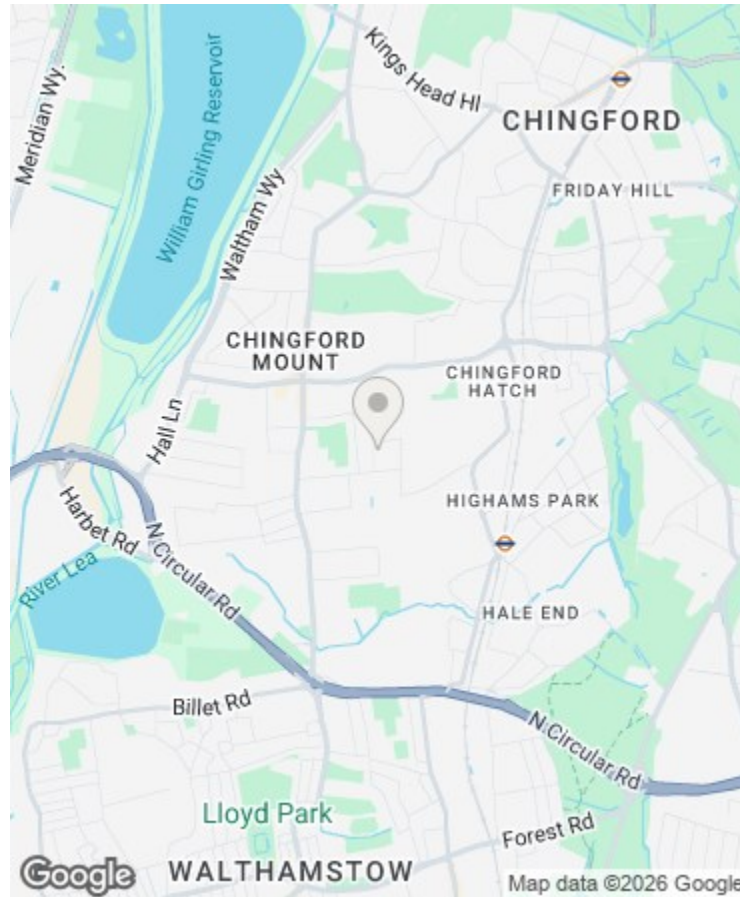 Kings Head Hl
CHINGFORD
Meridian Wy.
William Girling Reservoir
Waltham Wy
FRIDAY HILL
CHINGFORD
MOUNT
CHINGFORD
HATCH
Hall Ln
HIGHAMS PARK
Harbet Rd
N Circular Rd
River Lea
HALE END
Billet Rd
N Circular Rd
Lloyd Park
Forest Rd
WALTHAMSTOW
Google
Map data ©2026 Google